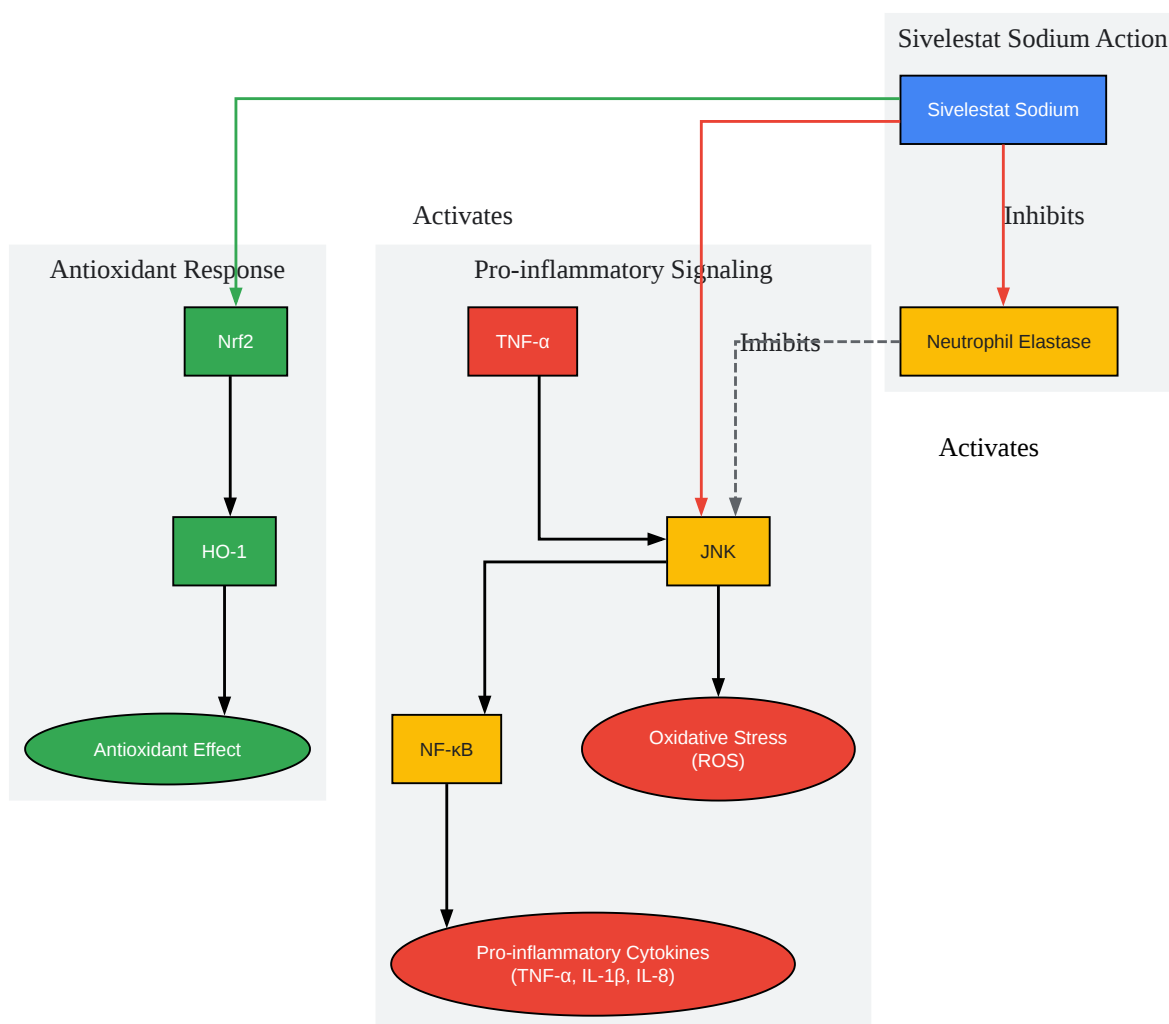 Sivelestat Sodium Action
Sivelestat Sodium
Activates
Inhibits
Antioxidant Response
Pro-inflammatory Signaling
Nrf2
TNF-α
Inhibits
Neutrophil Elastase
Activates
HO-1
JNK
Antioxidant Effect
NF-κB
Oxidative Stress
(ROS)
Pro-inflammatory Cytokines
(TNF-α, IL-1β, IL-8)